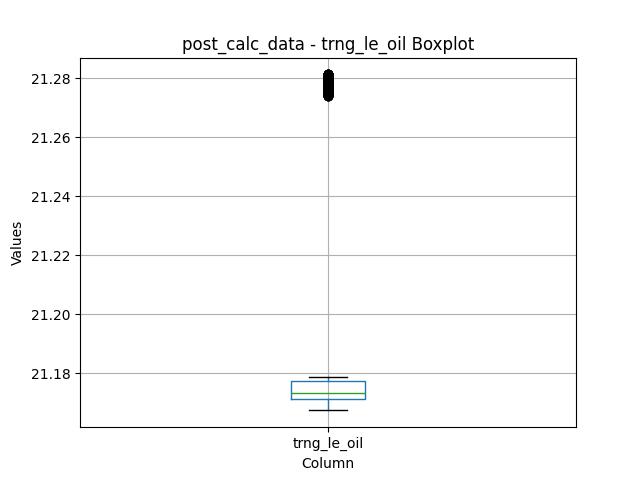 post_calc_data - trng_le_oil Boxplot
21.28
21.26
21.24
21.22
21.20
21.18
Values
trng_le_oil
Column